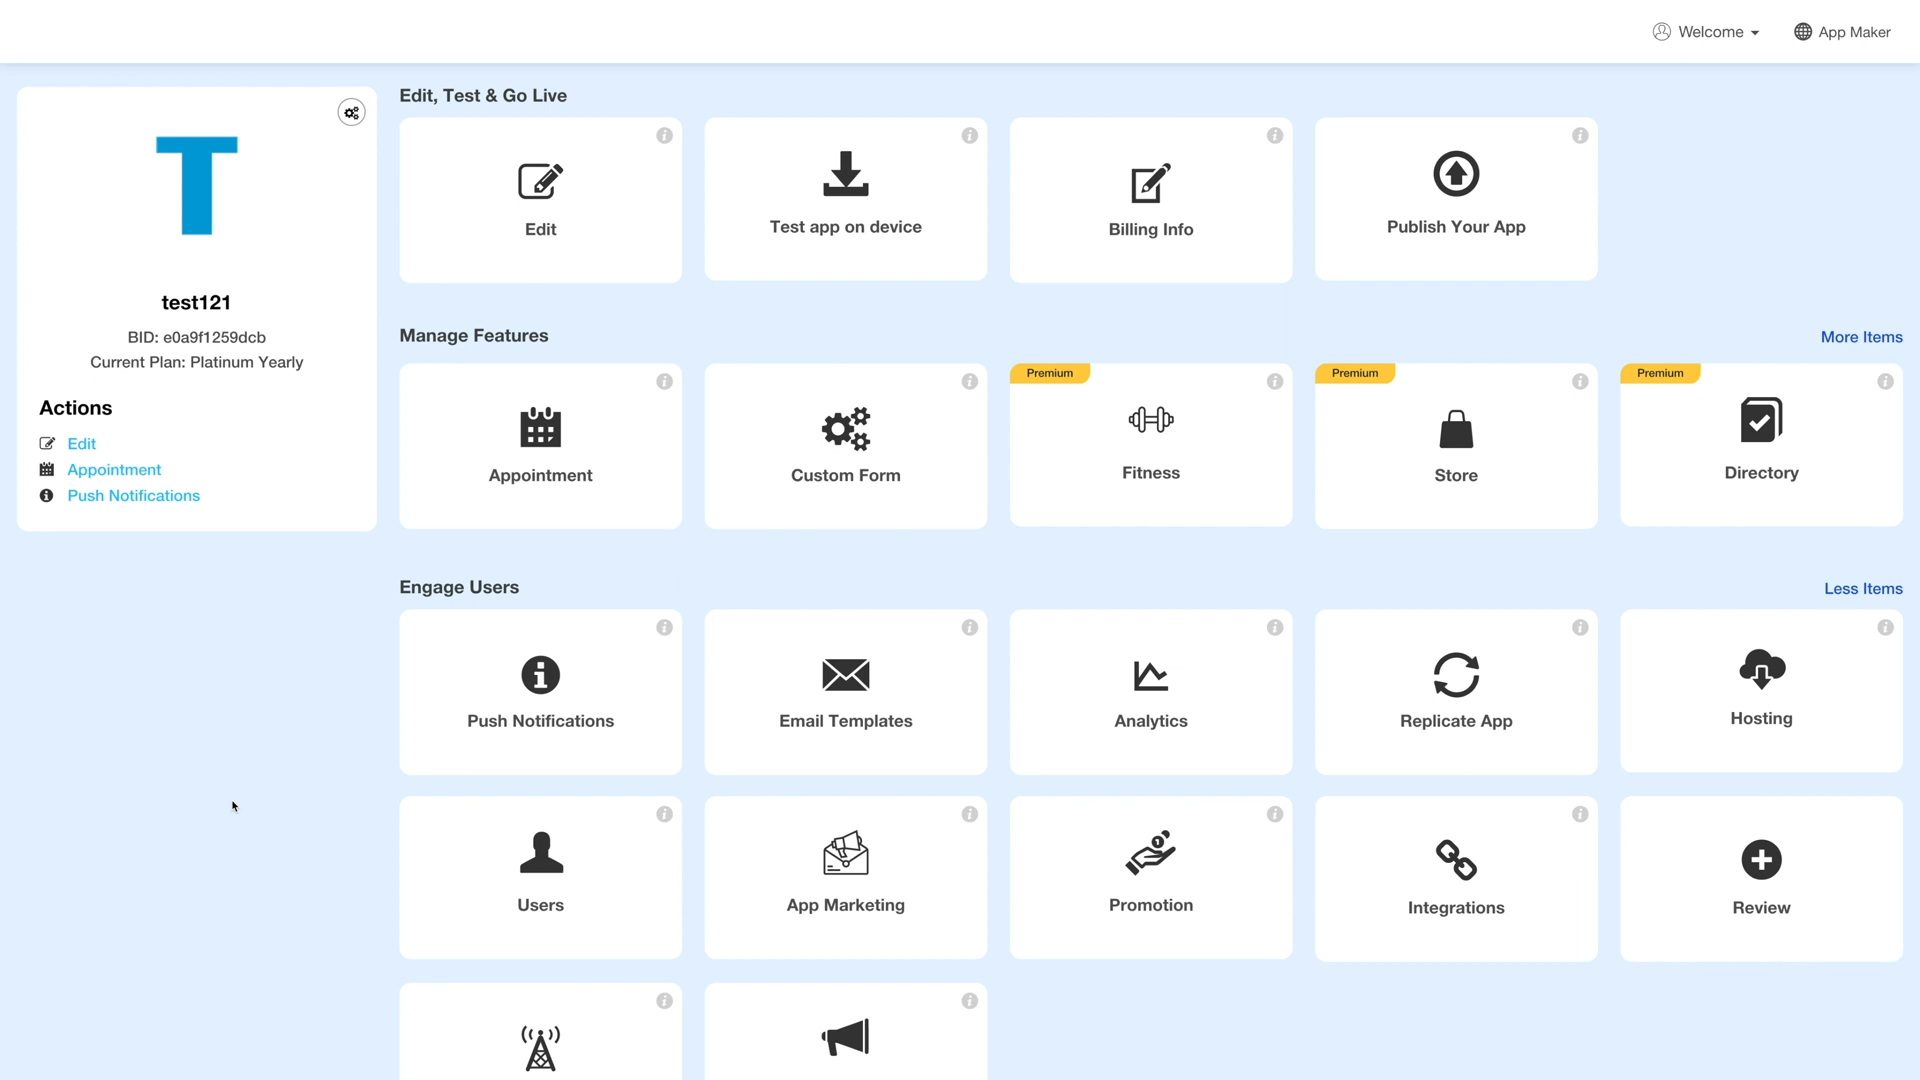 Welcome
App Maker
T
test121
BID: e0a9f1259dcb
Current Plan: Platinum Yearly
Actions
Edit
Appointment
Push Notifications
Edit, Test & Go Live
Edit
Test app on device
Billing Info
Publish Your App
Manage Features
More Items
Appointment
Custom Form
Premium
Fitness
Premium
Store
Premium
Directory
Engage Users
Less Items
Push Notifications
Email Templates
Analytics
Replicate App
Hosting
Users
App Marketing
Promotion
Integrations
Review